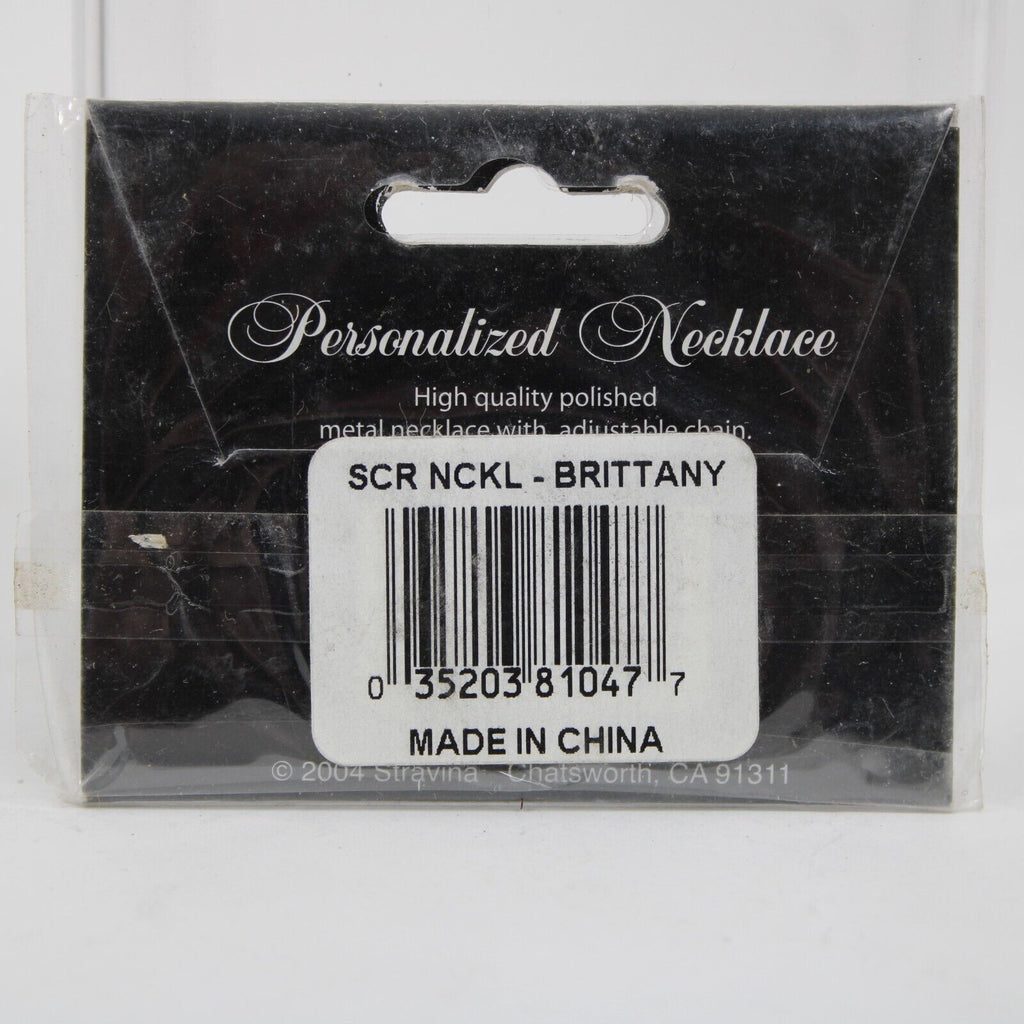 Personalized Necklace
High quality polished
metal necklace with adjustable chain.
SCR NCKL - BRITTANY
0 35203 81047 7
MADE IN CHINA
© 2004 Stravina Chatsworth, CA 91311